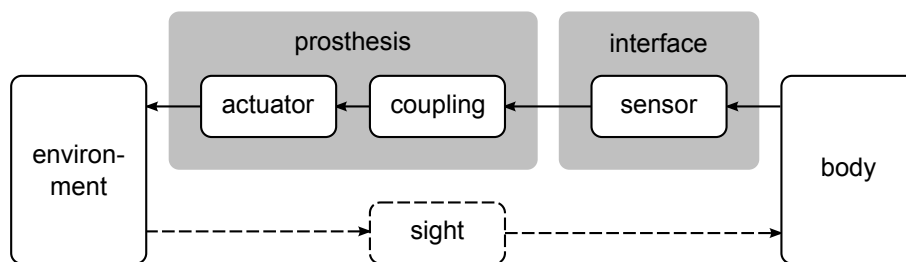 prosthesis
interface
actuator
coupling
sensor
environ-
ment
body
sight